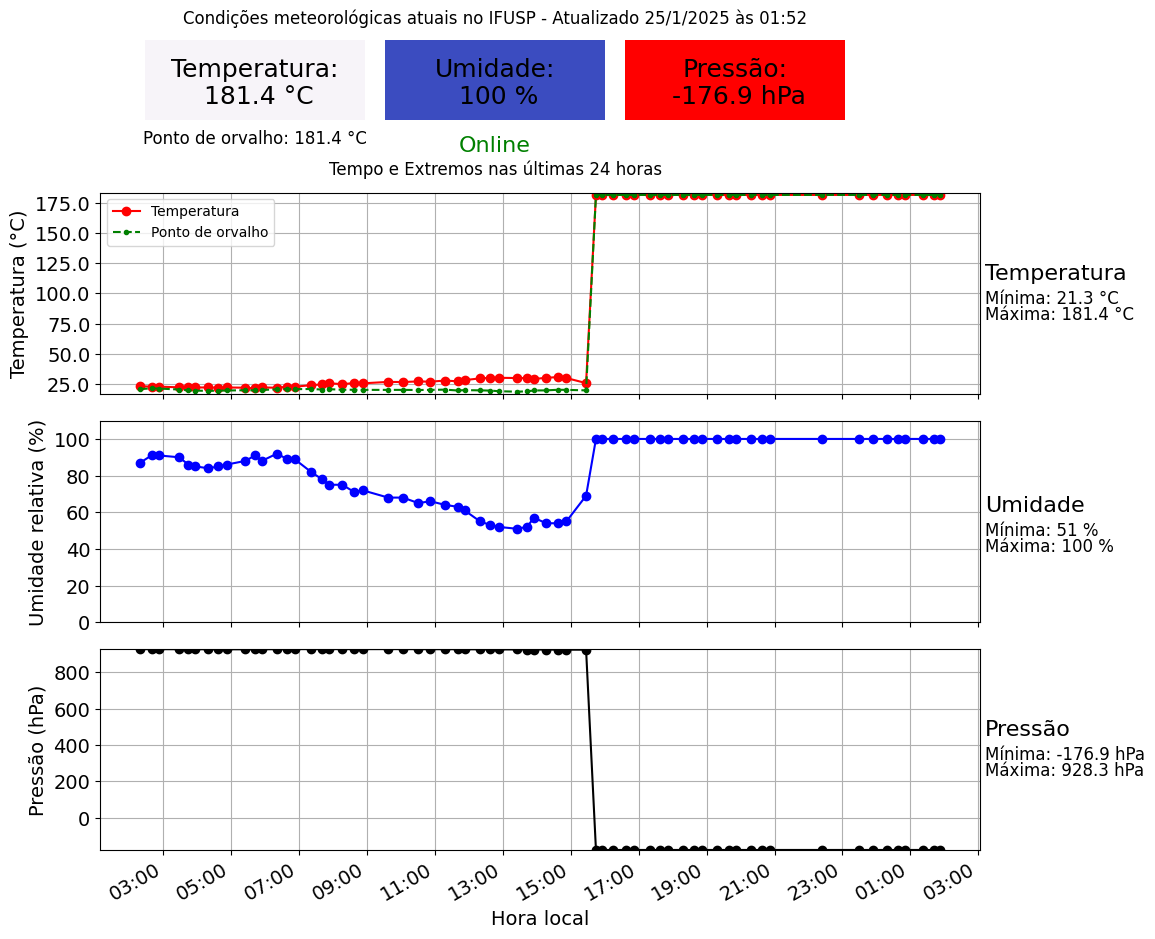 Condições meteorológicas atuais no IFUSP - Atualizado 25/1/2025 às 01:52
Temperatura:
181.4 °C
Umidade:
100 %
Pressão:
-176.9 hPa
Ponto de orvalho: 181.4 °C
Online
Tempo e Extremos nas últimas 24 horas
Temperatura (°C)
175.0
150.0
125.0
100.0
75.0
50.0
25.0
Temperatura
Ponto de orvalho
Temperatura
Mínima: 21.3 °C
Máxima: 181.4 °C
Umidade relativa (%)
100
80
60
40
20
0
Umidade
Mínima: 51 %
Máxima: 100 %
Pressão (hPa)
800
600
400
200
0
Pressão
Mínima: -176.9 hPa
Máxima: 928.3 hPa
03:00 05:00 07:00 09:00 11:00 13:00 15:00 17:00 19:00 21:00 23:00 01:00 03:00
Hora local